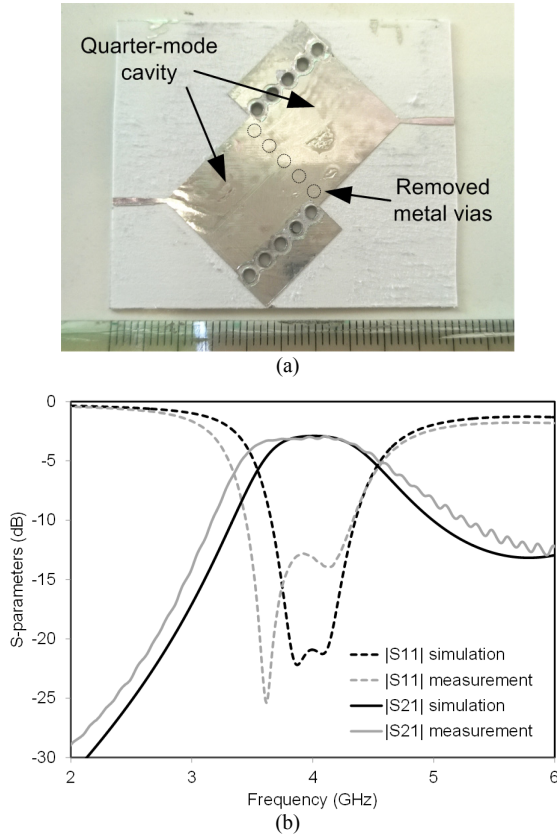 Quarter-mode
cavity
Removed
metal vias
(a)
0
-5
-10
-15
-20
-25
-30
S-parameters (dB)
|S11| simulation
|S11| measurement
|S21| simulation
|S21| measurement
2
3
4
5
6
Frequency (GHz)
(b)